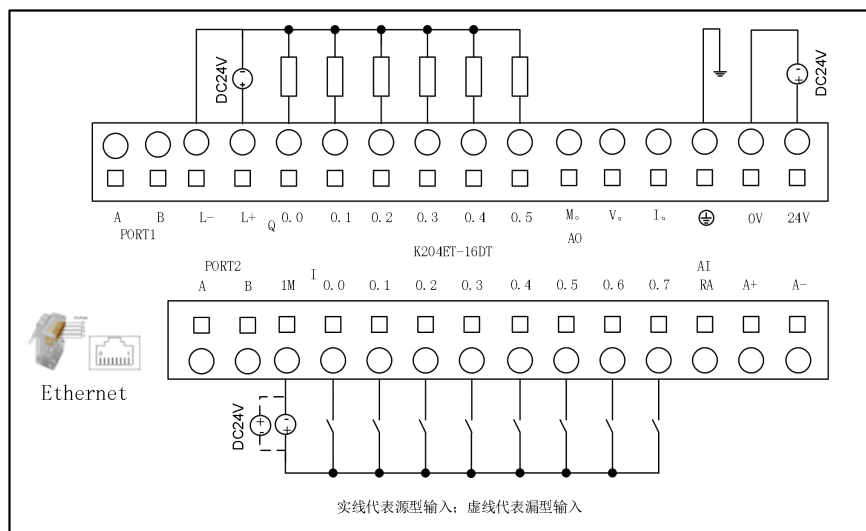 DC24V
DC24V
A B L- L+ Q 0.0 0.1 0.2 0.3 0.4 0.5 M。 V。 I。 0V 24V
PORT1 AO
K204ET-16DT
PORT2 AI
A B 1M I 0.0 0.1 0.2 0.3 0.4 0.5 0.6 0.7 RA A+ A-
Ethernet
DC24V
实线代表源型输入; 虚线代表漏型输入